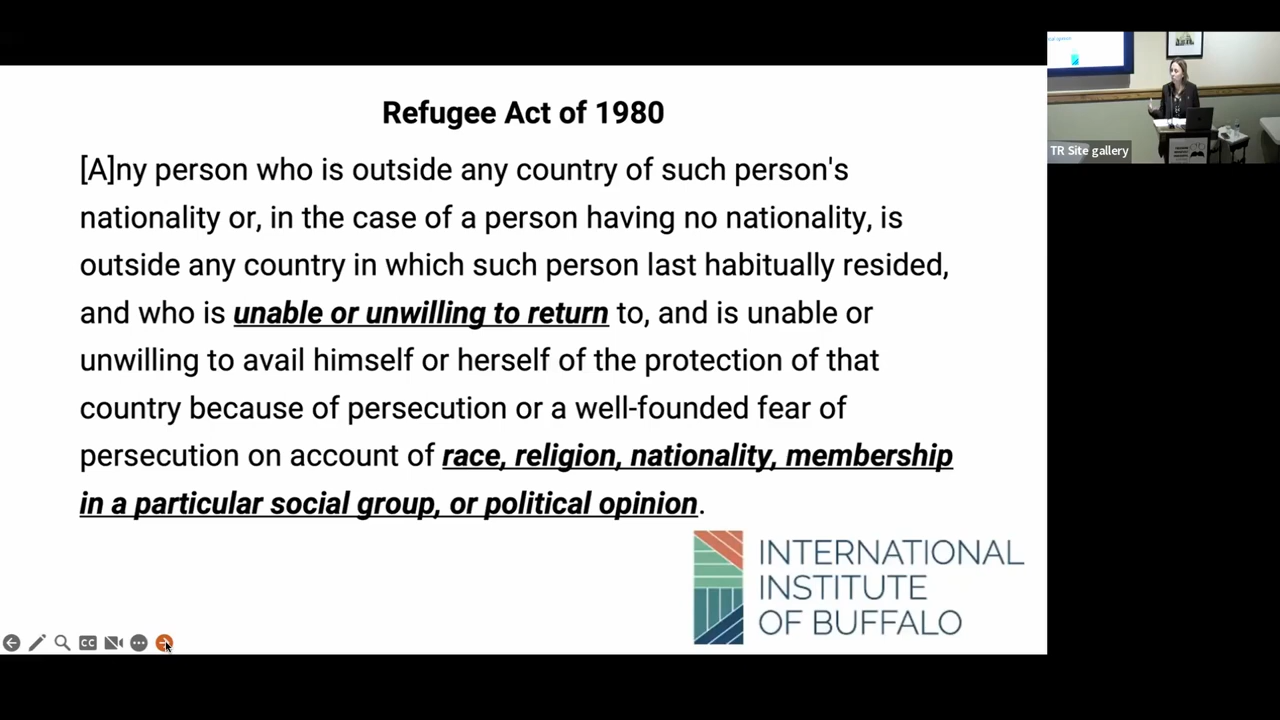 Refugee Act of 1980
[A]ny person who is outside any country of such person's
nationality or, in the case of a person having no nationality, is
outside any country in which such person last habitually resided,
and who is unable or unwilling to return to, and is unable or
unwilling to avail himself or herself of the protection of that
country because of persecution or a well-founded fear of
persecution on account of race, religion, nationality, membership
in a particular social group, or political opinion.
INTERNATIONAL
INSTITUTE
OF BUFFALO
CC
TR Site gallery